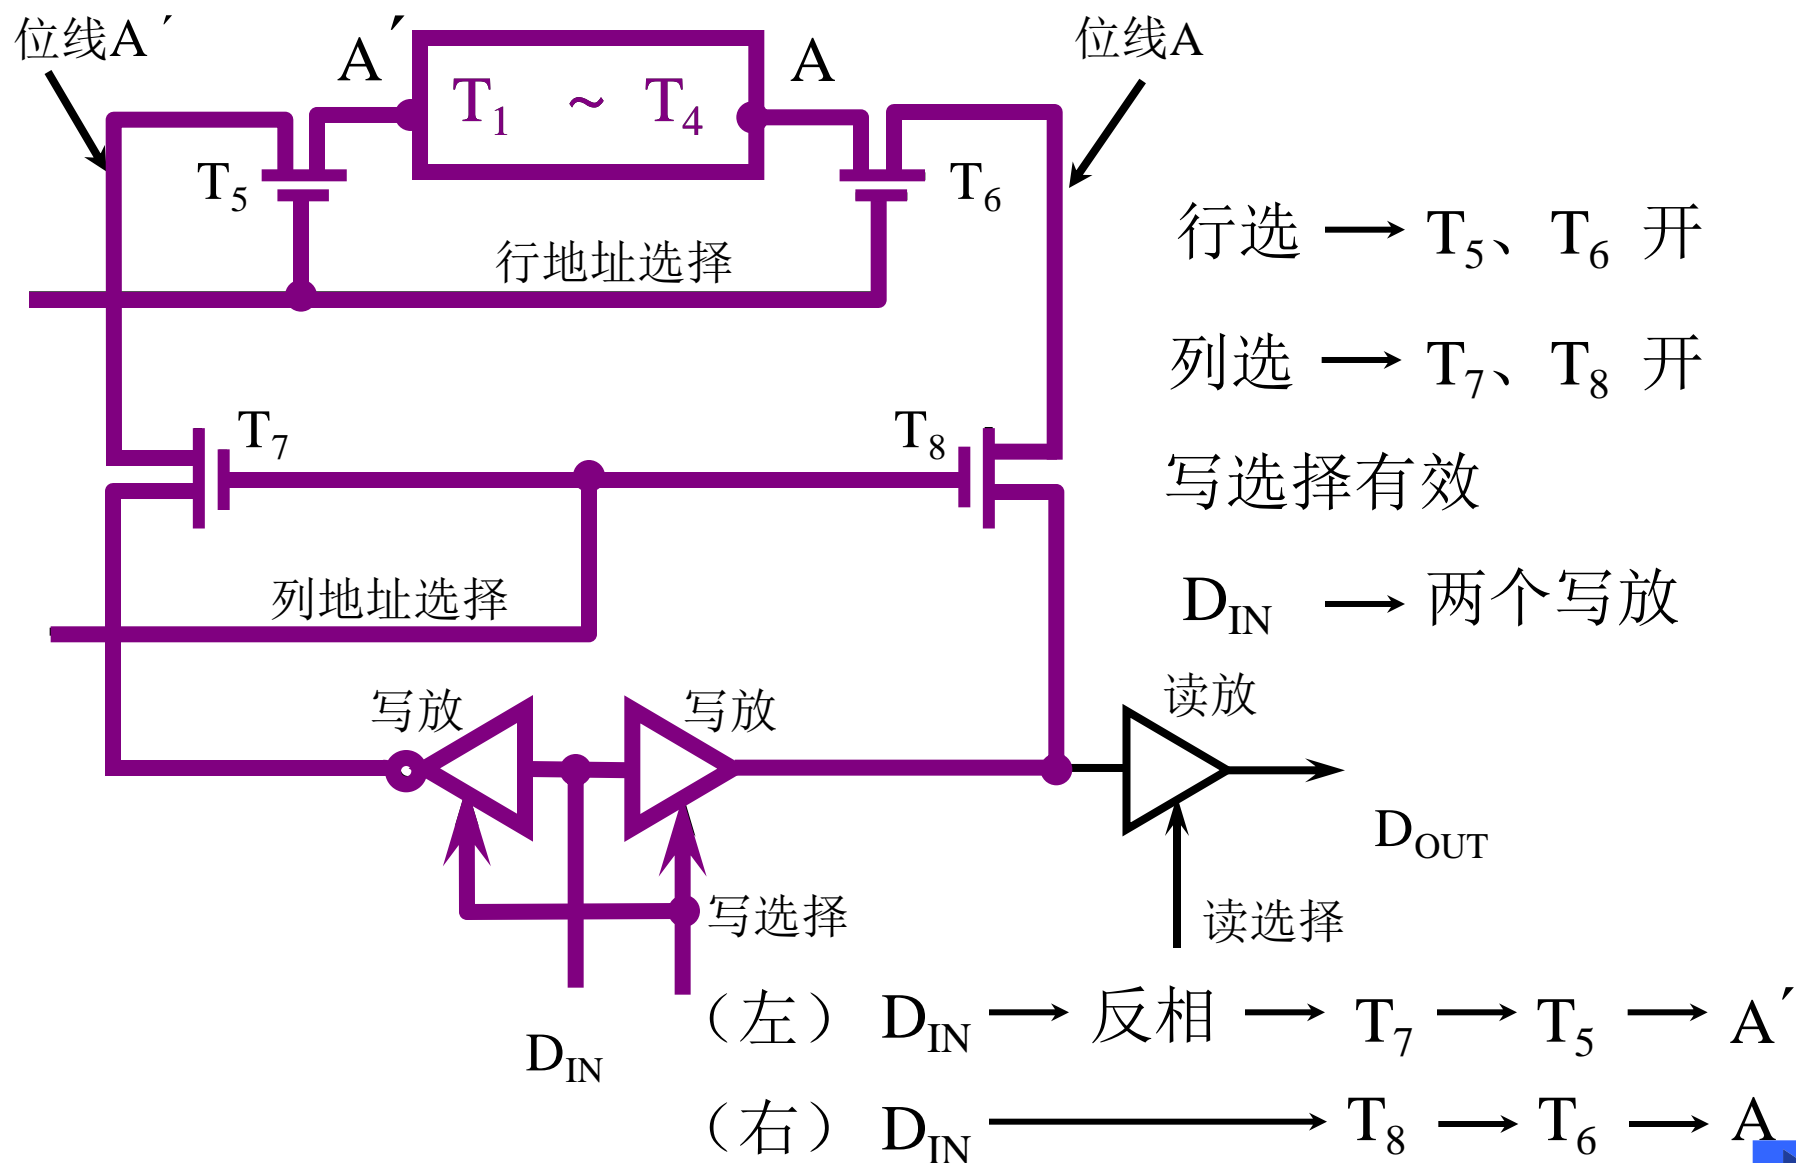 位线A′
A′
T1 ~ T4
A
位线A
T5
T6
行地址选择
行选 → T5、T6 开
列选 → T7、T8 开
T7
T8
写选择有效
列地址选择
DIN → 两个写放
写放
写放
读放
DOUT
写选择
读选择
DIN
（左） DIN → 反相 → T7 → T5 → A′
（右） DIN → T8 → T6 → A